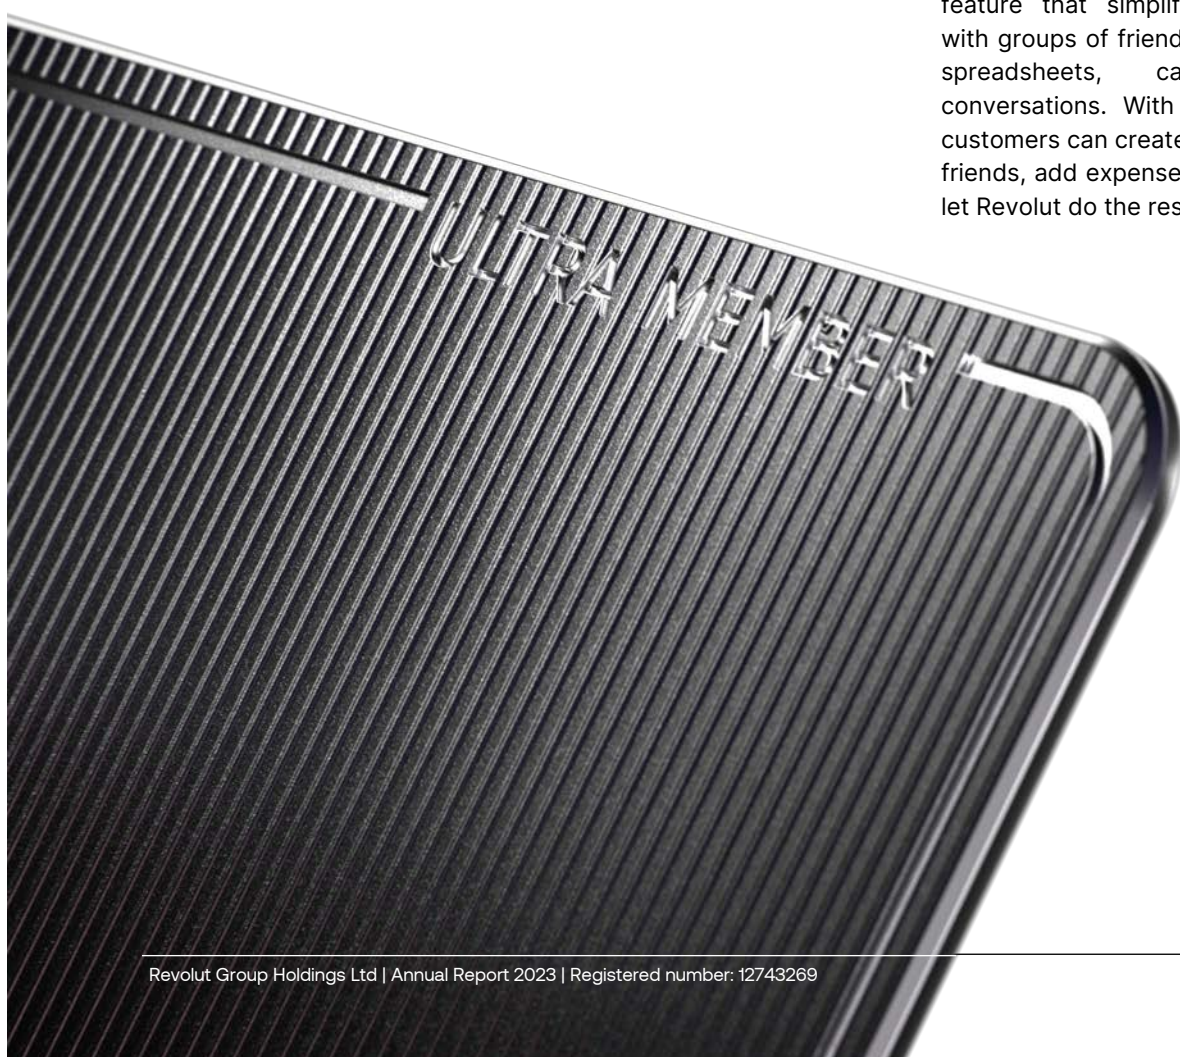 feature that simplif
with groups of friend
spreadsheets, ca
conversations. With
customers can create
friends, add expense
let Revolut do the res
ULTRA MEMBER
Revolut Group Holdings Ltd | Annual Report 2023 | Registered number: 12743269